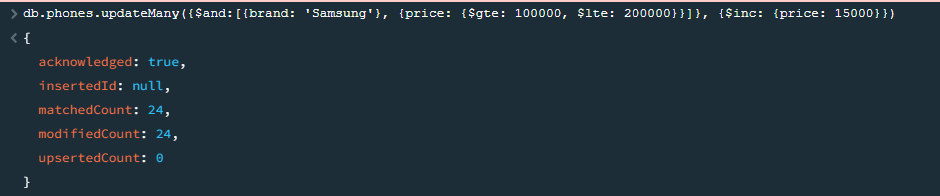 > db.phones.updateMany({$and:[{brand: 'Samsung'}, {price: {$gte: 100000, $lte: 200000}}]}, {$inc: {price: 15000}})
< {
acknowledged: true,
insertedId: null,
matchedCount: 24,
modifiedCount: 24,
upsertedCount: 0
}